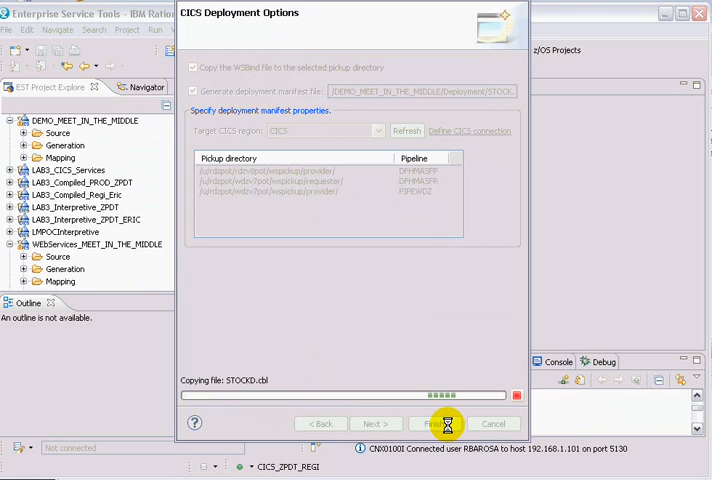 Enterprise Service Tools - IBM Ration
File Edit Navigate Search Project Run
z/OS Projects
EST Project Explore
Navigator
DEMO_MEET_IN_THE_MIDDLE
Source
Generation
Mapping
LAB3_CICS_Services
LAB3_Compiled_PROD_ZPDT
LAB3_Compiled_Regi_Eric
LAB3_Interpretive_ZPDT
LAB3_Interpretive_ZPDT_ERIC
LMPOCInterpretive
WEbServices_MEET_IN_THE_MIDDLE
Source
Generation
Mapping
Outline
An outline is not available.
CICS Deployment Options
Copy the WSBind file to the selected pickup directory
Generate deployment manifest file:
/DEMO_MEET_IN_THE_MIDDLE/Deployment/STOCK.
Specify deployment manifest properties.
Target CICS region:
CICS
Refresh
Define CICS connection
Pickup directory Pipeline
/u/rdzpot/rdzv8pot/wspickup/provider/ DFHMASFP
/u/rdzpot/wdzv7pot/wspickup/requester/ DFHMASFR
/u/rdzpot/wdzv7pot/wspickup/provider/ PIPEWDZ
Copying file: STOCKD.cbl
?
< Back
Next >
Finish
Cancel
Console
Debug
Not connected
CNX0100I Connected user RBAROSA to host 192.168.1.101 on port 5130
CICS_ZPDT_REGI